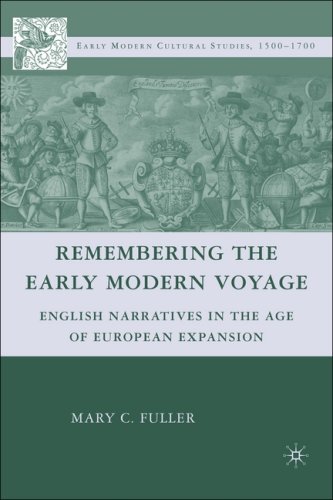 EARLY MODERN CULTURAL STUDIES, 1500–1700
REMEMBERING THE
EARLY MODERN VOYAGE
ENGLISH NARRATIVES IN THE AGE
OF EUROPEAN EXPANSION
MARY C. FULLER